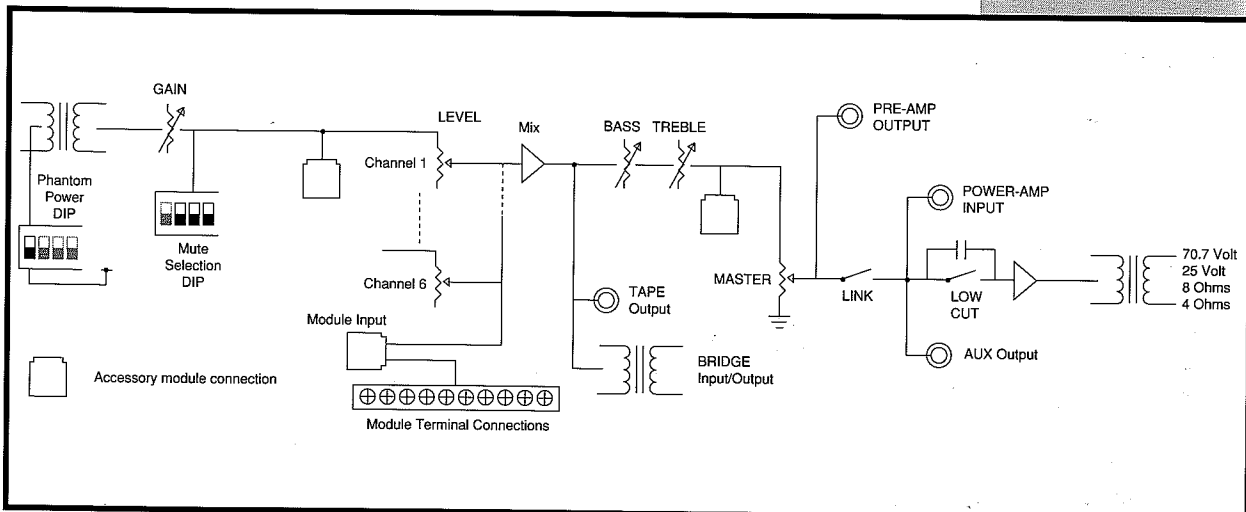 GAIN
LEVEL
Mix
BASS
TREBLE
PRE-AMP
OUTPUT
Channel 1
Phantom
Power
DIP
Mute
Selection
DIP
POWER-AMP
INPUT
Channel 6
MASTER
LINK
LOW
CUT
70.7 Volt
25 Volt
8 Ohms
4 Ohms
TAPE
Output
Module Input
BRIDGE
Input/Output
AUX Output
Accessory module connection
Module Terminal Connections